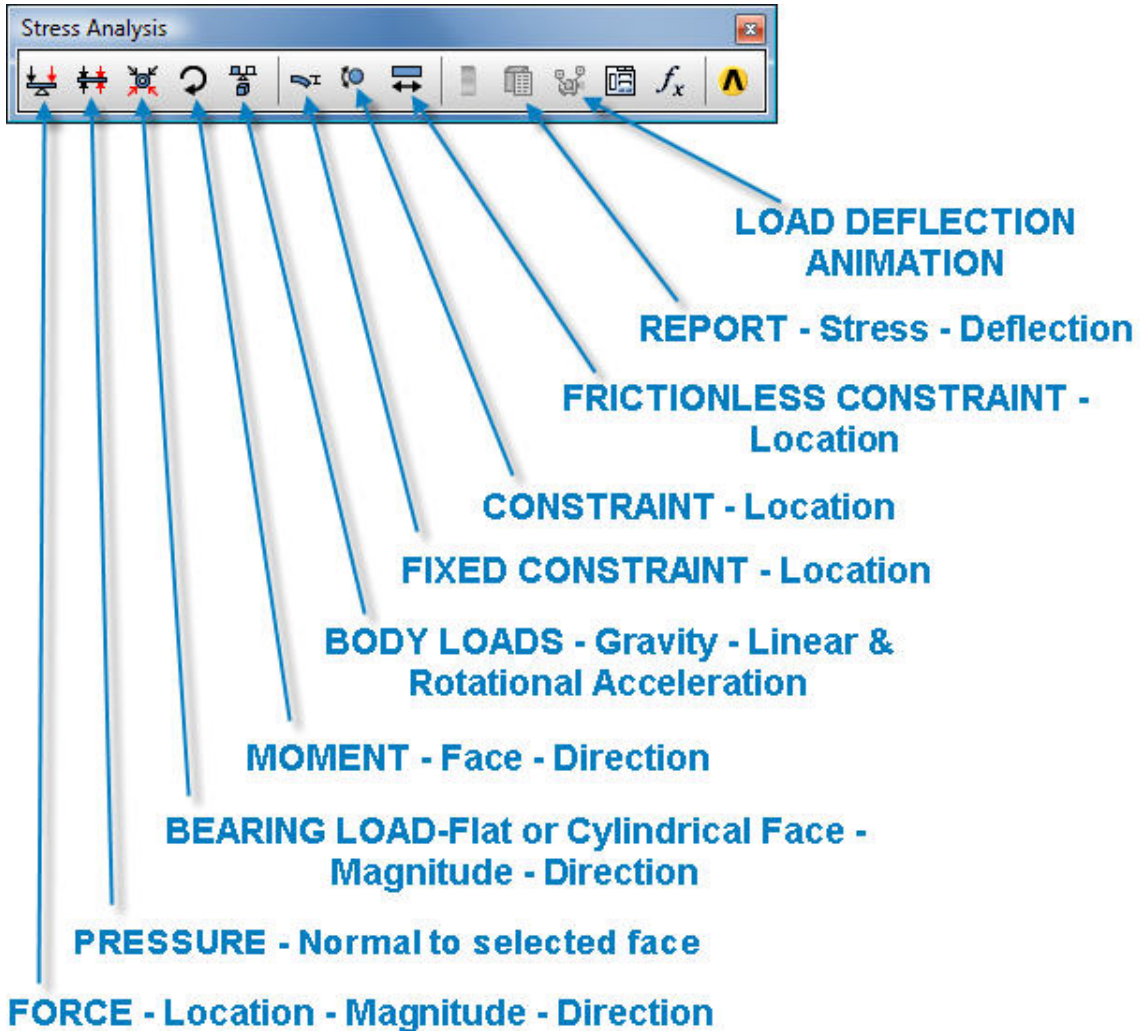 Stress Analysis
fx
LOAD DEFLECTION
ANIMATION
REPORT - Stress - Deflection
FRICTIONLESS CONSTRAINT -
Location
CONSTRAINT - Location
FIXED CONSTRAINT - Location
BODY LOADS - Gravity - Linear &
Rotational Acceleration
MOMENT - Face - Direction
BEARING LOAD-Flat or Cylindrical Face -
Magnitude - Direction
PRESSURE - Normal to selected face
FORCE - Location - Magnitude - Direction